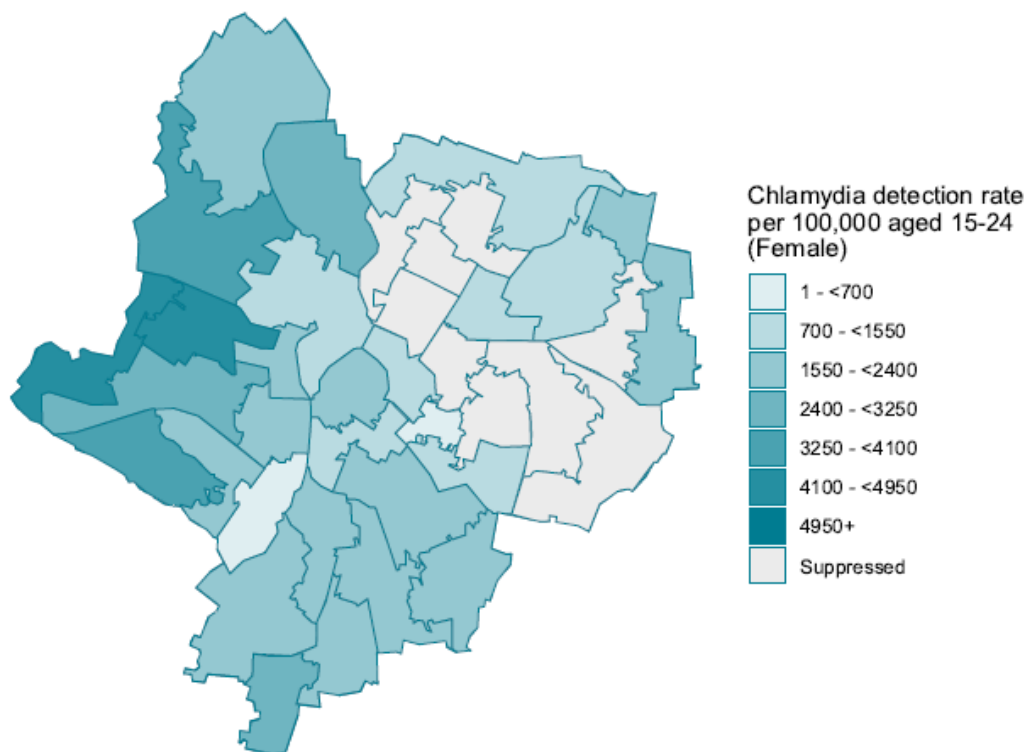 Chlamydia detection rate
per 100,000 aged 15-24
(Female)
1 - <700
700 - <1550
1550 - <2400
2400 - <3250
3250 - <4100
4100 - <4950
4950+
Suppressed